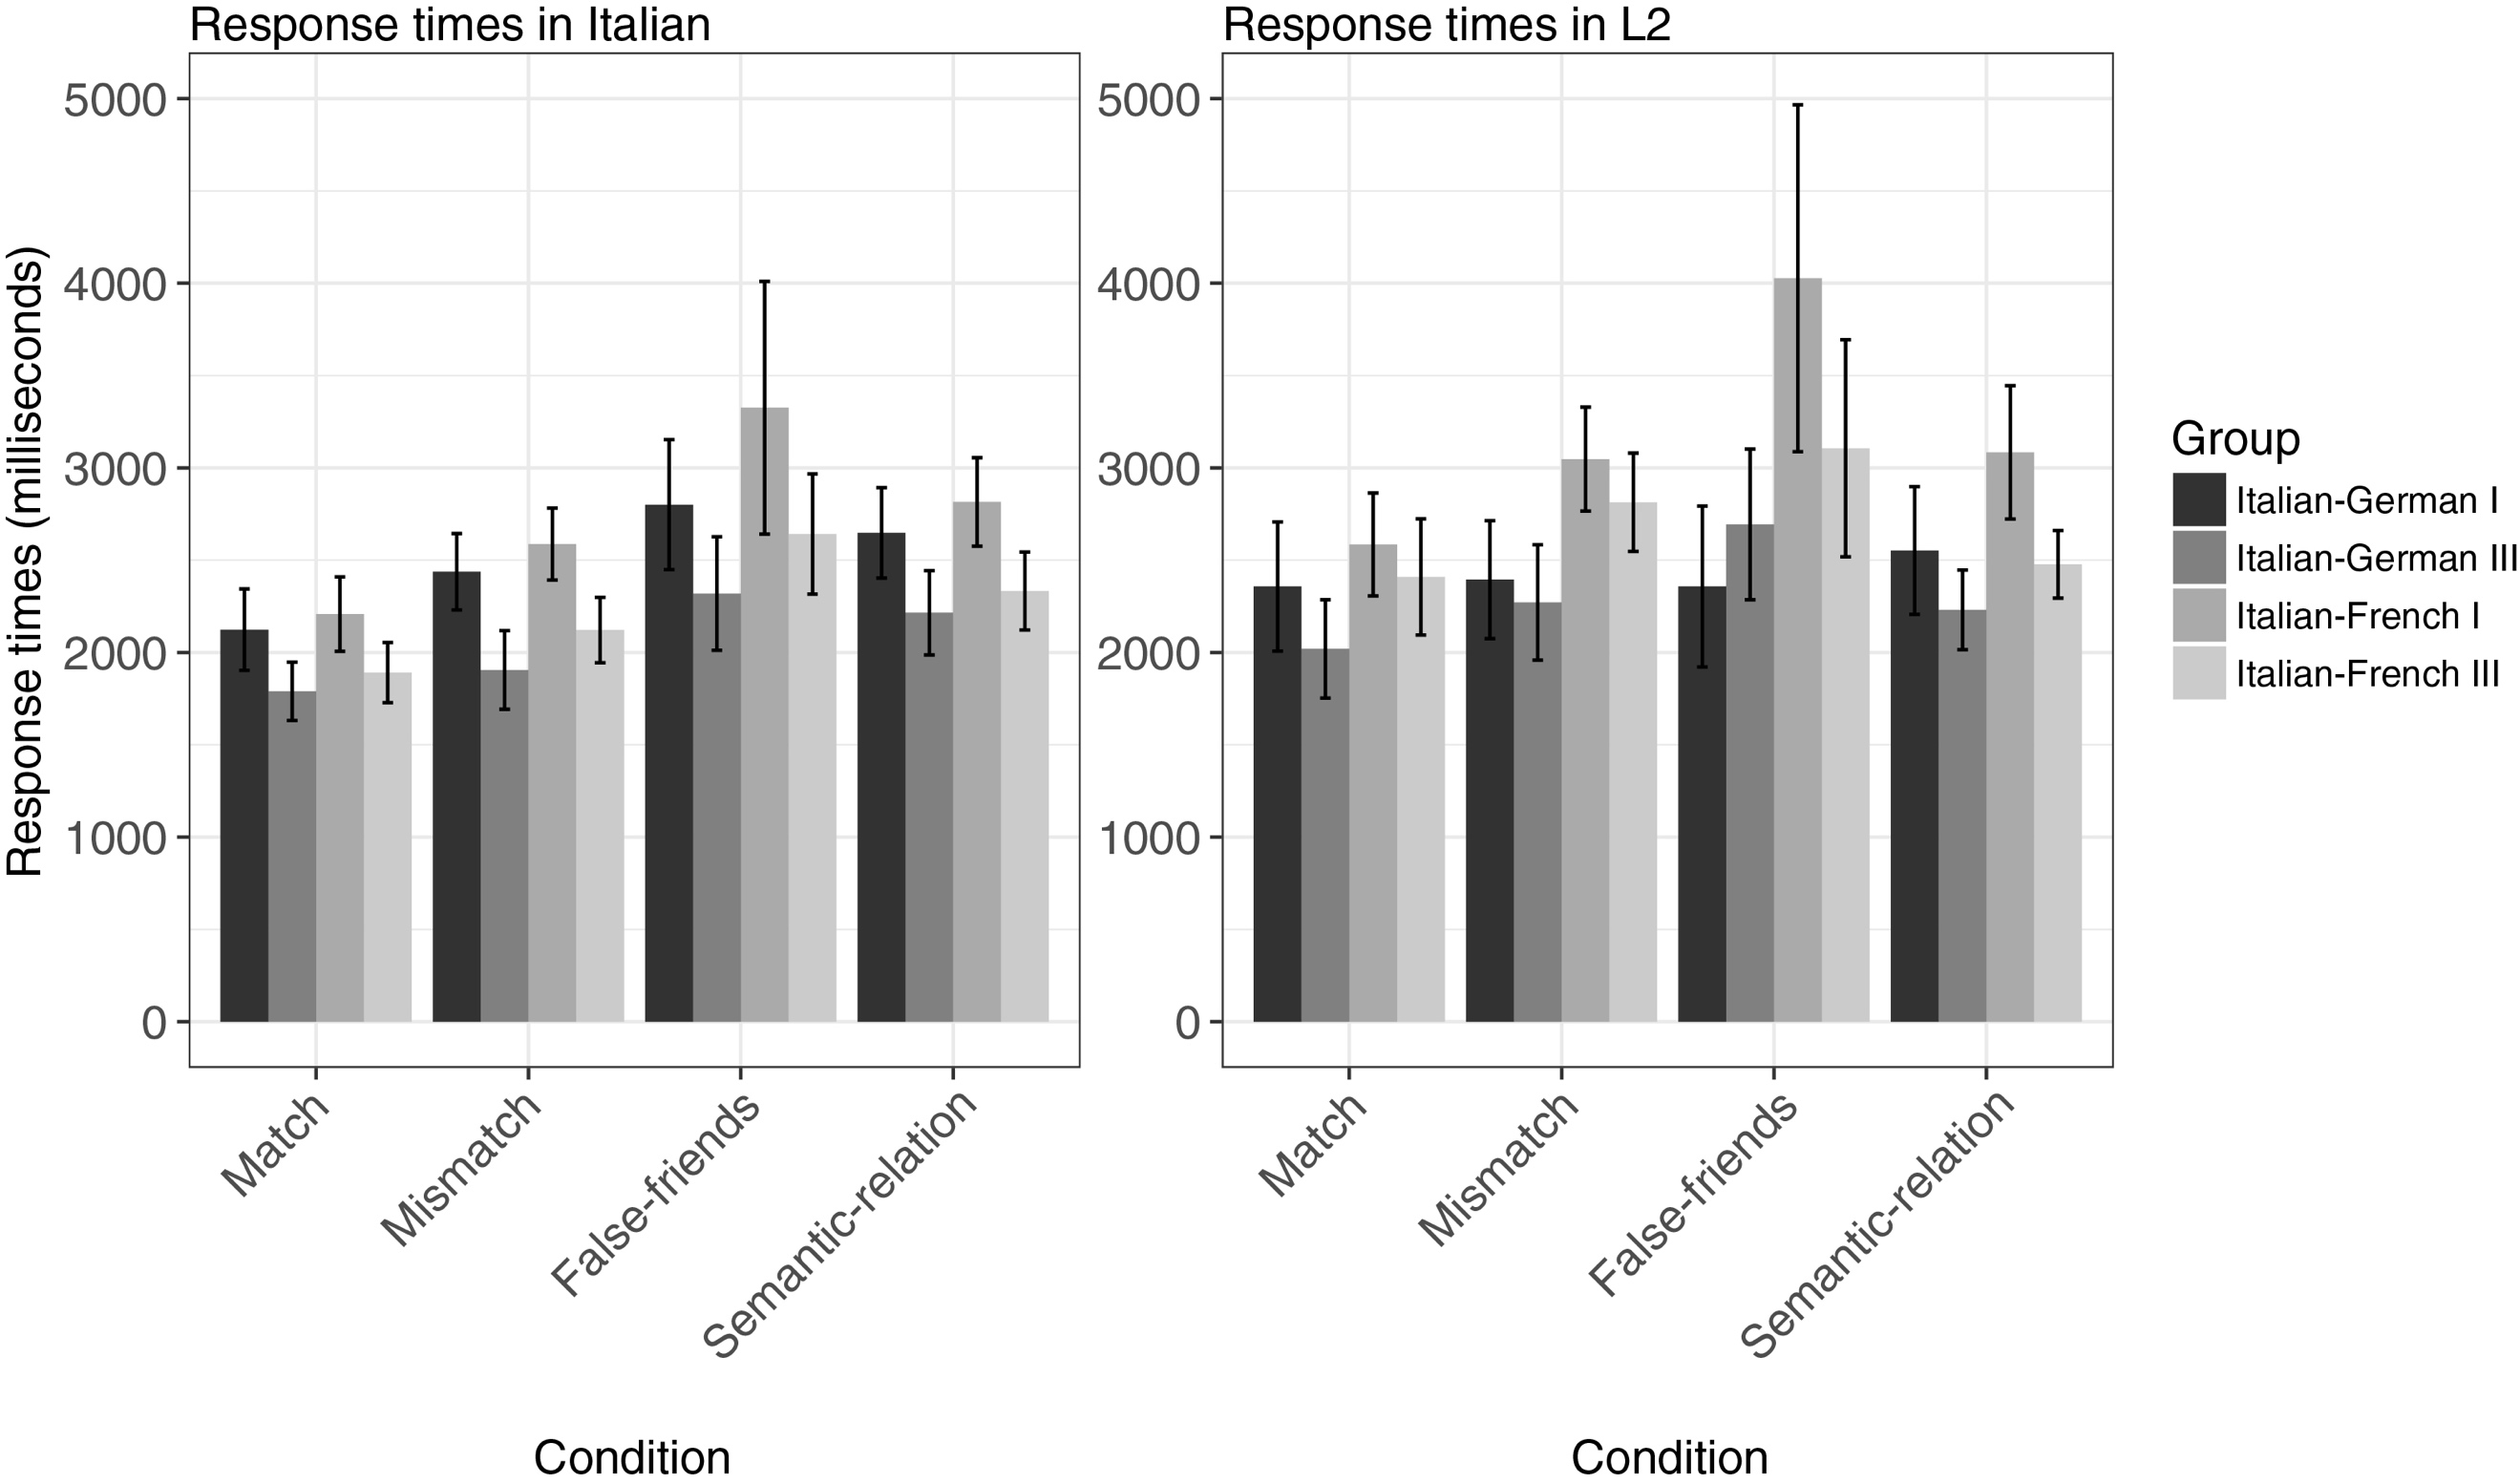 Response times in Italian
Response times (milliseconds)
5000
4000
3000
2000
1000
0
Match
Mismatch
False-friends
Semantic-relation
Condition
Response times in L2
5000
4000
3000
2000
1000
0
Match
Mismatch
False-friends
Semantic-relation
Condition
Group
Italian-German I
Italian-German III
Italian-French I
Italian-French III